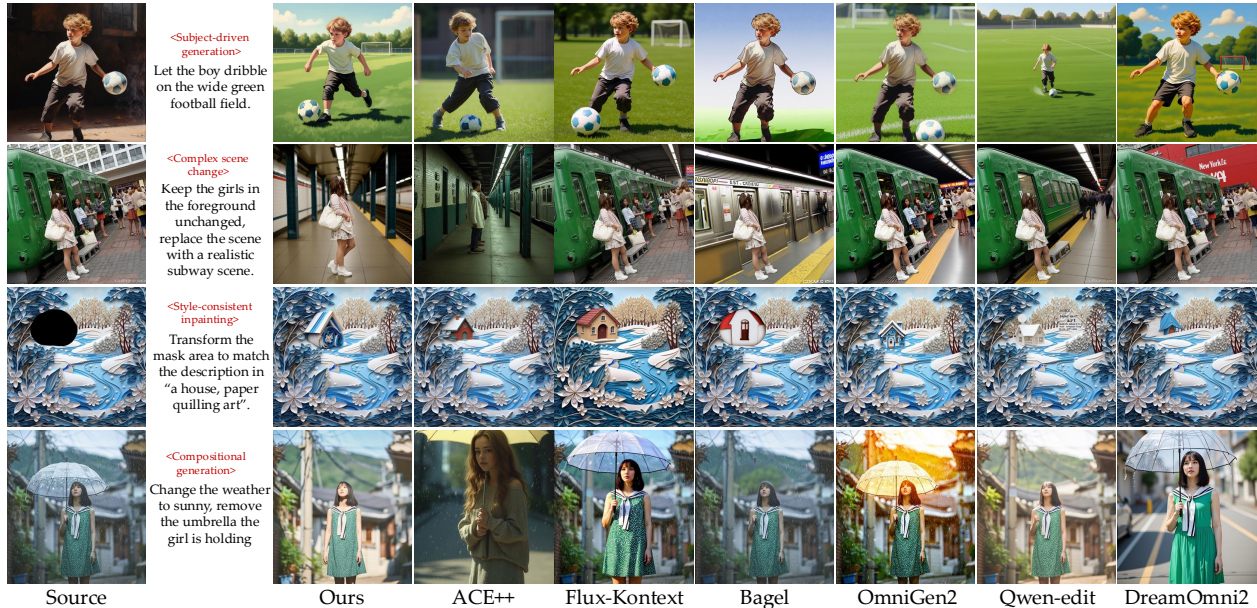 <Subject-driven
generation>
Let the boy dribble
on the wide green
football field.
<Complex scene
change>
Keep the girls in
the foreground
unchanged,
replace the scene
with a realistic
subway scene.
<Style-consistent
inpainting>
Transform the
mask area to match
the description in
“a house, paper
quilling art”.
<Compositional
generation>
Change the weather
to sunny, remove
the umbrella the
girl is holding
Source
Ours
ACE++
Flux-Kontext
Bagel
OmniGen2
Qwen-edit
DreamOmni2